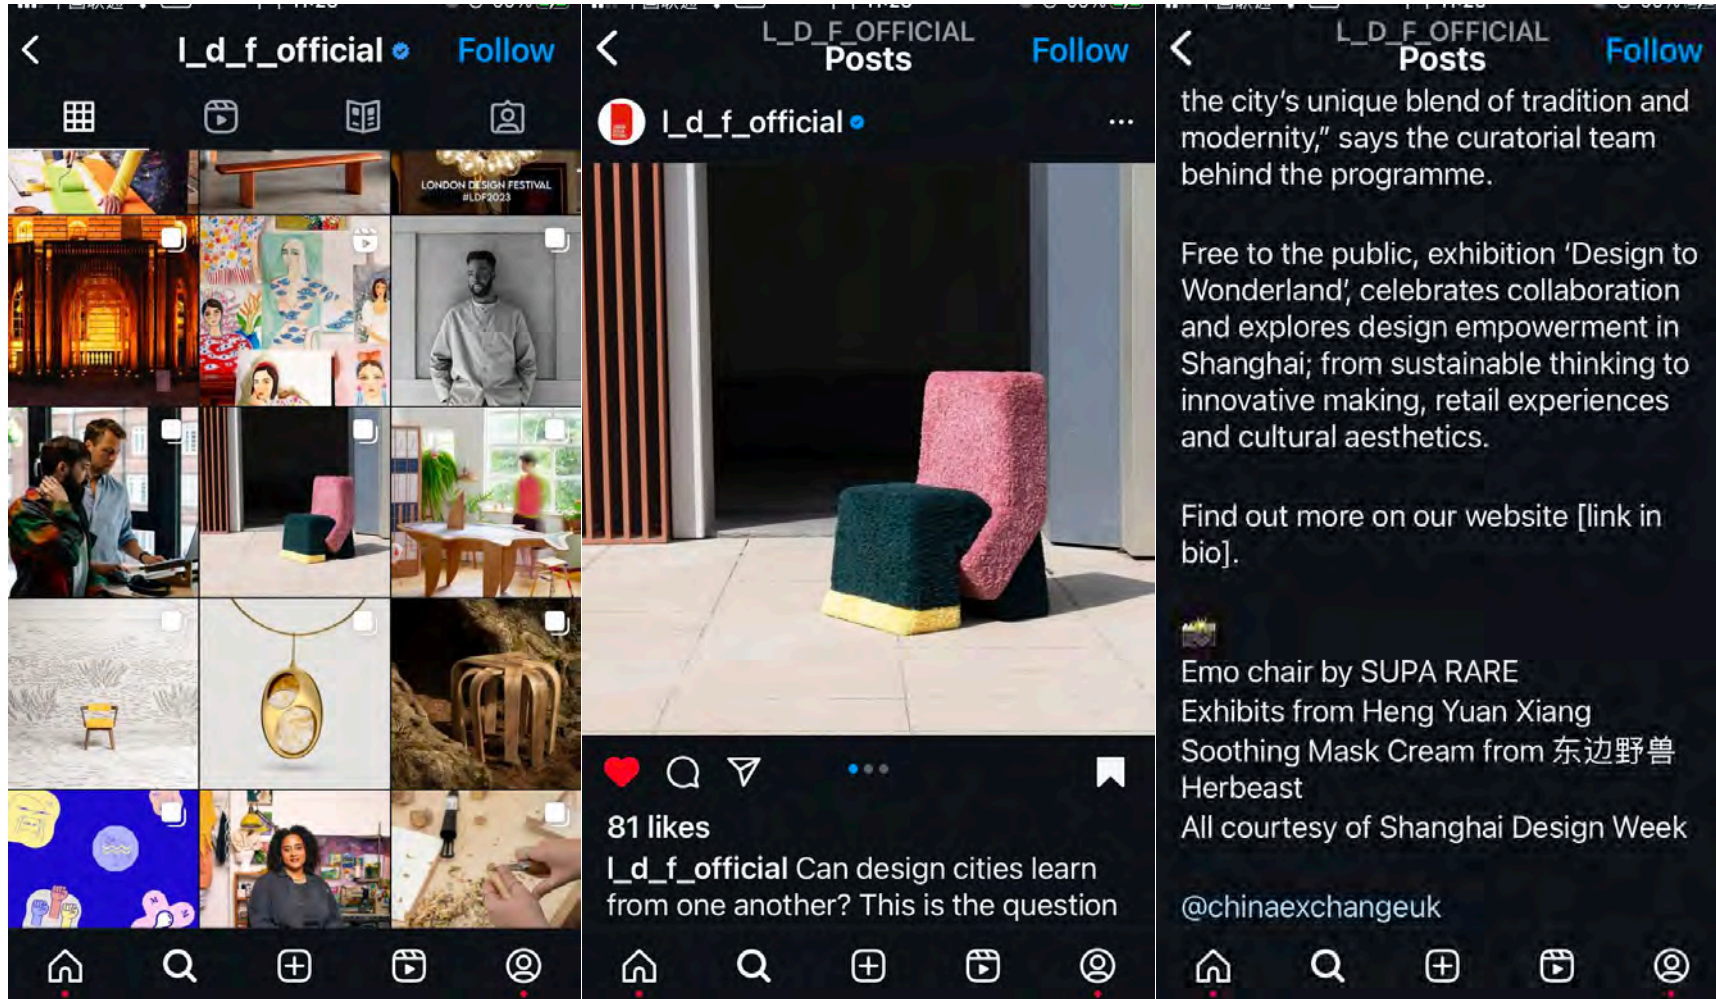 l_d_f_official
Follow
LONDON DESIGN FESTIVAL
#LDF2023
L_D_F_OFFICIAL
Posts
Follow
l_d_f_official
81 likes
l_d_f_official Can design cities learn
from one another? This is the question
L_D_F_OFFICIAL
Posts
Follow
the city’s unique blend of tradition and
modernity,” says the curatorial team
behind the programme.
Free to the public, exhibition ‘Design to
Wonderland’, celebrates collaboration
and explores design empowerment in
Shanghai; from sustainable thinking to
innovative making, retail experiences
and cultural aesthetics.
Find out more on our website [link in
bio].
Emo chair by SUPA RARE
Exhibits from Heng Yuan Xiang
Soothing Mask Cream from 东边野兽
Herbeast
All courtesy of Shanghai Design Week
@chinaexchangeuk